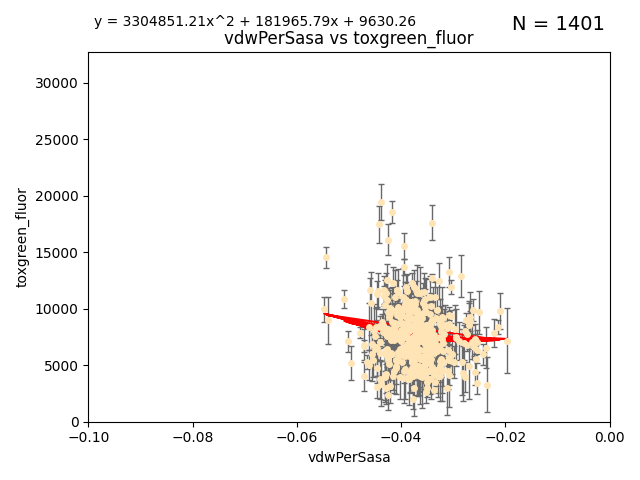 y = 3304851.21x^2 + 181965.79x + 9630.26
N = 1401
vdwPerSasa vs toxgreen_fluor
30000
25000
20000
15000
10000
5000
0
toxgreen_fluor
−0.10
−0.08
−0.06
−0.04
−0.02
0.00
vdwPerSasa